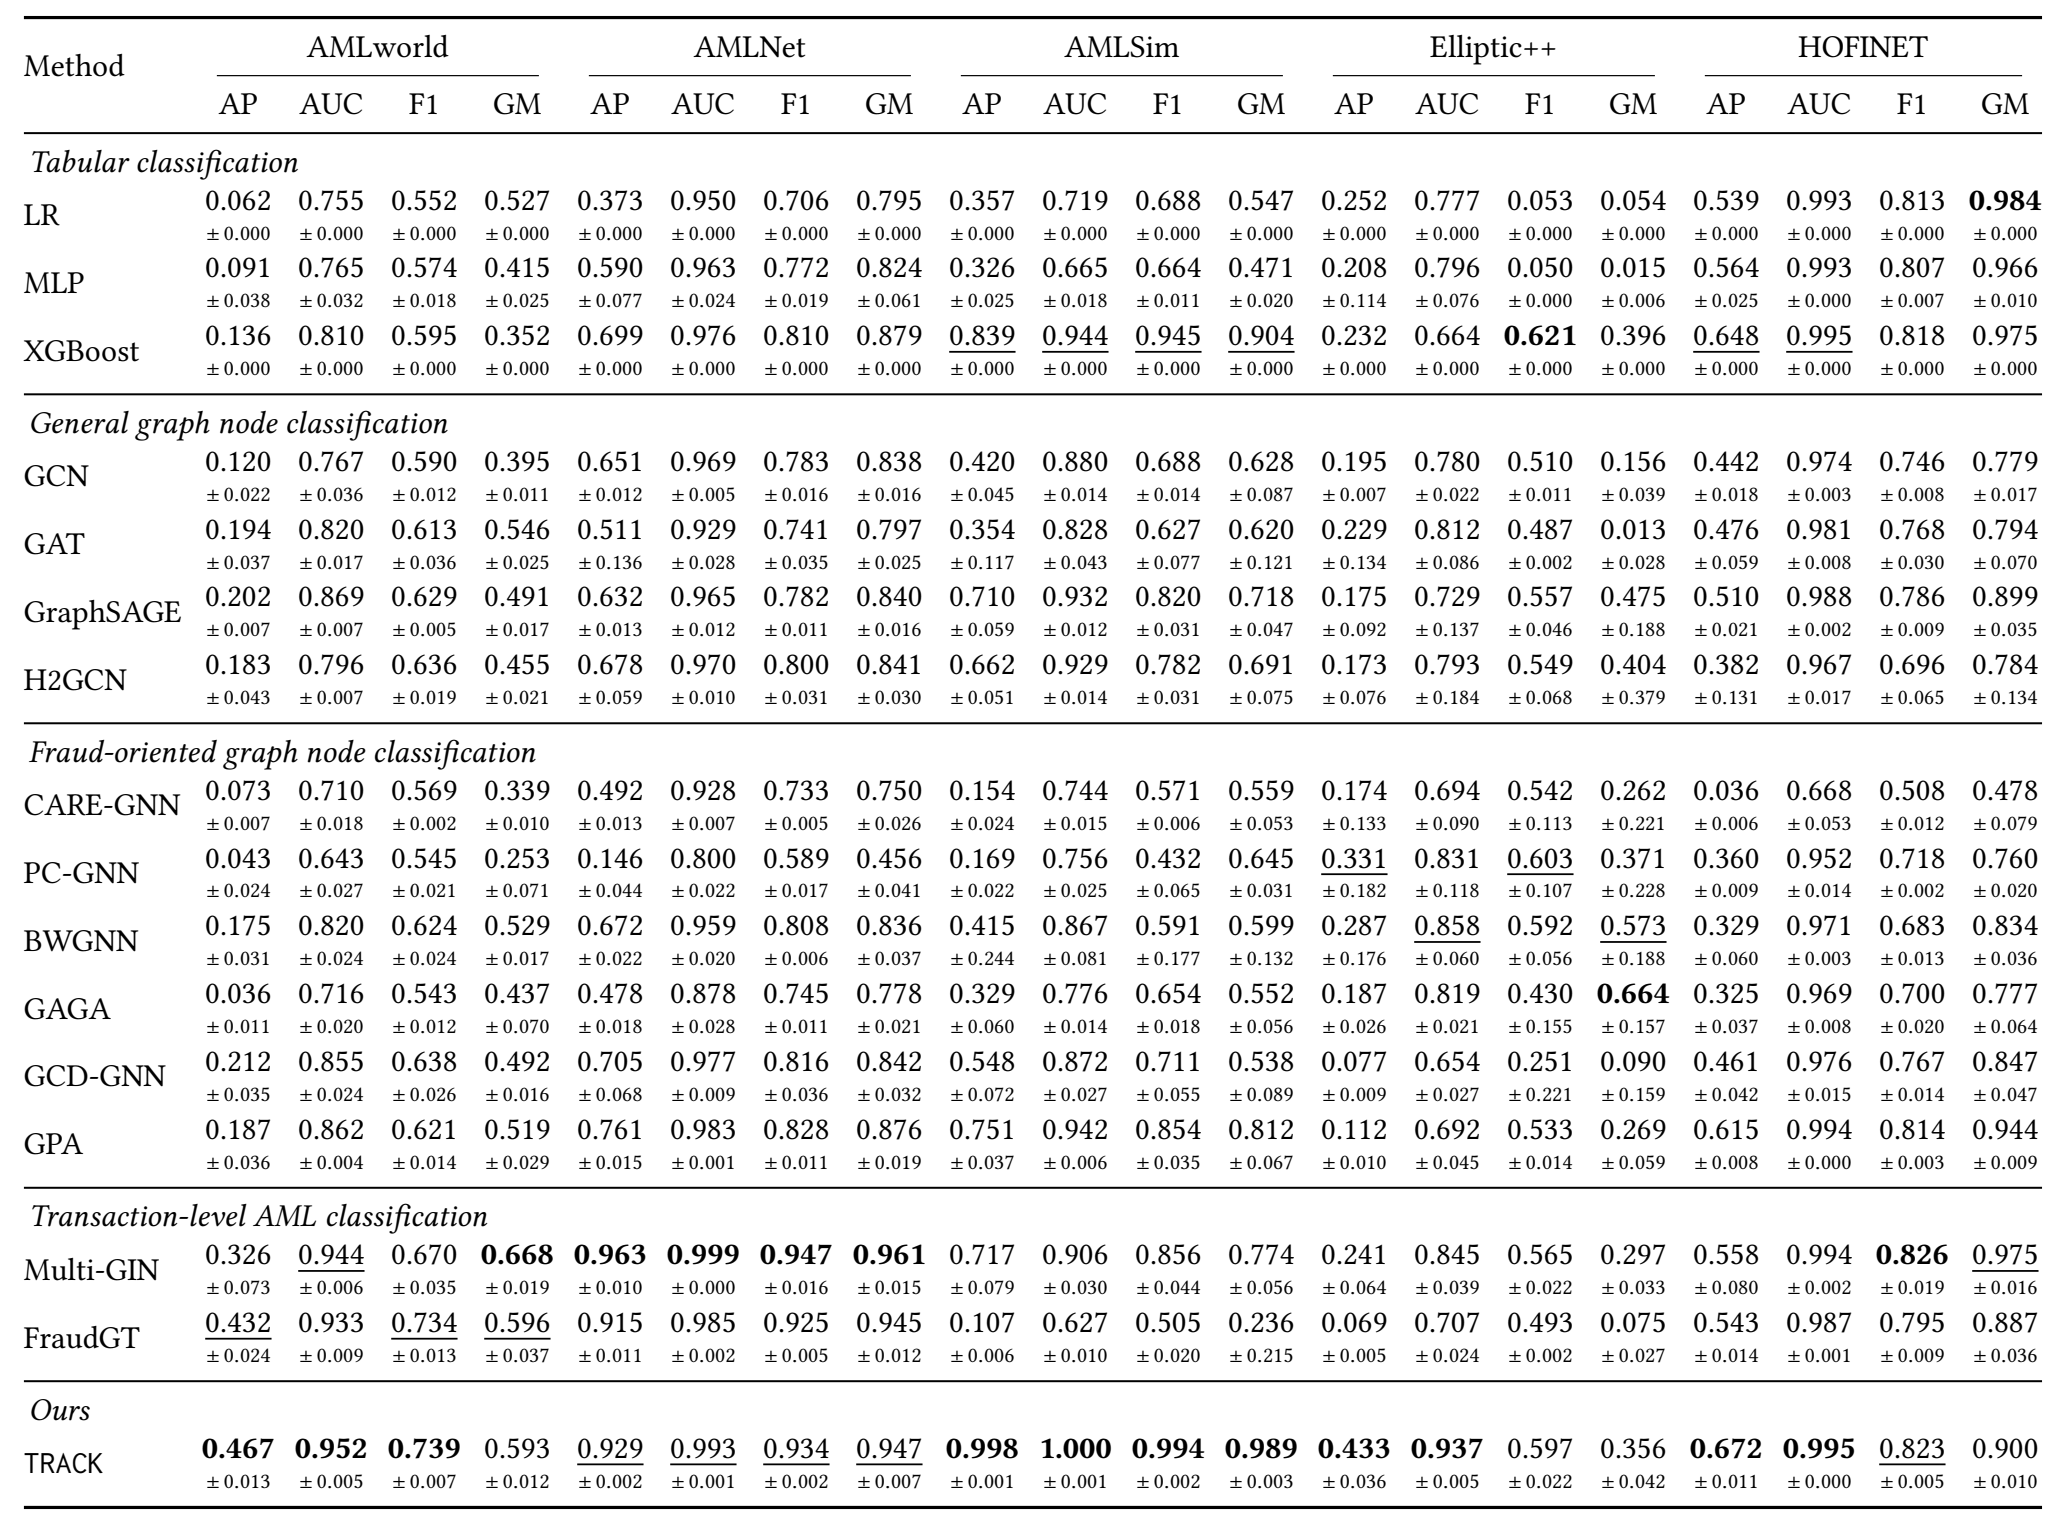 Method AMLworld AMLNet AMLSim Elliptic++ HOFINET
AP AUC F1 GM AP AUC F1 GM AP AUC F1 GM AP AUC F1 GM AP AUC F1 GM
Tabular classification
LR 0.062 0.755 0.552 0.527 0.373 0.950 0.706 0.795 0.357 0.719 0.688 0.547 0.252 0.777 0.053 0.054 0.539 0.993 0.813 0.984
± 0.000 ± 0.000 ± 0.000 ± 0.000 ± 0.000 ± 0.000 ± 0.000 ± 0.000 ± 0.000 ± 0.000 ± 0.000 ± 0.000 ± 0.000 ± 0.000 ± 0.000 ± 0.000 ± 0.000 ± 0.000 ± 0.000 ± 0.000
MLP 0.091 0.765 0.574 0.415 0.590 0.963 0.772 0.824 0.326 0.665 0.664 0.471 0.208 0.796 0.050 0.015 0.564 0.993 0.807 0.966
± 0.038 ± 0.032 ± 0.018 ± 0.025 ± 0.077 ± 0.024 ± 0.019 ± 0.061 ± 0.025 ± 0.018 ± 0.011 ± 0.020 ± 0.114 ± 0.076 ± 0.000 ± 0.006 ± 0.025 ± 0.000 ± 0.007 ± 0.010
XGBoost 0.136 0.810 0.595 0.352 0.699 0.976 0.810 0.879 0.839 0.944 0.945 0.904 0.232 0.664 0.621 0.396 0.648 0.995 0.818 0.975
± 0.000 ± 0.000 ± 0.000 ± 0.000 ± 0.000 ± 0.000 ± 0.000 ± 0.000 ± 0.000 ± 0.000 ± 0.000 ± 0.000 ± 0.000 ± 0.000 ± 0.000 ± 0.000 ± 0.000 ± 0.000 ± 0.000 ± 0.000
General graph node classification
GCN 0.120 0.767 0.590 0.395 0.651 0.969 0.783 0.838 0.420 0.880 0.688 0.628 0.195 0.780 0.510 0.156 0.442 0.974 0.746 0.779
± 0.022 ± 0.036 ± 0.012 ± 0.011 ± 0.012 ± 0.005 ± 0.016 ± 0.016 ± 0.045 ± 0.014 ± 0.014 ± 0.087 ± 0.007 ± 0.022 ± 0.011 ± 0.039 ± 0.018 ± 0.003 ± 0.008 ± 0.017
GAT 0.194 0.820 0.613 0.546 0.511 0.929 0.741 0.797 0.354 0.828 0.627 0.620 0.229 0.812 0.487 0.013 0.476 0.981 0.768 0.794
± 0.037 ± 0.017 ± 0.036 ± 0.025 ± 0.136 ± 0.028 ± 0.035 ± 0.025 ± 0.117 ± 0.043 ± 0.077 ± 0.121 ± 0.134 ± 0.086 ± 0.002 ± 0.028 ± 0.059 ± 0.008 ± 0.030 ± 0.070
GraphSAGE 0.202 0.869 0.629 0.491 0.632 0.965 0.782 0.840 0.710 0.932 0.820 0.718 0.175 0.729 0.557 0.475 0.510 0.988 0.786 0.899
± 0.007 ± 0.007 ± 0.005 ± 0.017 ± 0.013 ± 0.012 ± 0.011 ± 0.016 ± 0.059 ± 0.012 ± 0.031 ± 0.047 ± 0.092 ± 0.137 ± 0.046 ± 0.188 ± 0.021 ± 0.002 ± 0.009 ± 0.035
H2GCN 0.183 0.796 0.636 0.455 0.678 0.970 0.800 0.841 0.662 0.929 0.782 0.691 0.173 0.793 0.549 0.404 0.382 0.967 0.696 0.784
± 0.043 ± 0.007 ± 0.019 ± 0.021 ± 0.059 ± 0.010 ± 0.031 ± 0.030 ± 0.051 ± 0.014 ± 0.031 ± 0.075 ± 0.076 ± 0.184 ± 0.068 ± 0.379 ± 0.131 ± 0.017 ± 0.065 ± 0.134
Fraud-oriented graph node classification
CARE-GNN 0.073 0.710 0.569 0.339 0.492 0.928 0.733 0.750 0.154 0.744 0.571 0.559 0.174 0.694 0.542 0.262 0.036 0.668 0.508 0.478
± 0.007 ± 0.018 ± 0.002 ± 0.010 ± 0.013 ± 0.007 ± 0.005 ± 0.026 ± 0.024 ± 0.015 ± 0.006 ± 0.053 ± 0.133 ± 0.090 ± 0.113 ± 0.221 ± 0.006 ± 0.053 ± 0.012 ± 0.079
PC-GNN 0.043 0.643 0.545 0.253 0.146 0.800 0.589 0.456 0.169 0.756 0.432 0.645 0.331 0.831 0.603 0.371 0.360 0.952 0.718 0.760
± 0.024 ± 0.027 ± 0.021 ± 0.071 ± 0.044 ± 0.022 ± 0.017 ± 0.041 ± 0.022 ± 0.025 ± 0.065 ± 0.031 ± 0.182 ± 0.118 ± 0.107 ± 0.228 ± 0.009 ± 0.014 ± 0.002 ± 0.020
BWGNN 0.175 0.820 0.624 0.529 0.672 0.959 0.808 0.836 0.415 0.867 0.591 0.599 0.287 0.858 0.592 0.573 0.329 0.971 0.683 0.834
± 0.031 ± 0.024 ± 0.024 ± 0.017 ± 0.022 ± 0.020 ± 0.006 ± 0.037 ± 0.244 ± 0.081 ± 0.177 ± 0.132 ± 0.176 ± 0.060 ± 0.056 ± 0.188 ± 0.060 ± 0.003 ± 0.013 ± 0.036
GAGA 0.036 0.716 0.543 0.437 0.478 0.878 0.745 0.778 0.329 0.776 0.654 0.552 0.187 0.819 0.430 0.664 0.325 0.969 0.700 0.777
± 0.011 ± 0.020 ± 0.012 ± 0.070 ± 0.018 ± 0.028 ± 0.011 ± 0.021 ± 0.060 ± 0.014 ± 0.018 ± 0.056 ± 0.026 ± 0.021 ± 0.155 ± 0.157 ± 0.037 ± 0.008 ± 0.020 ± 0.064
GCD-GNN 0.212 0.855 0.638 0.492 0.705 0.977 0.816 0.842 0.548 0.872 0.711 0.538 0.077 0.654 0.251 0.090 0.461 0.976 0.767 0.847
± 0.035 ± 0.024 ± 0.026 ± 0.016 ± 0.068 ± 0.009 ± 0.036 ± 0.032 ± 0.072 ± 0.027 ± 0.055 ± 0.089 ± 0.009 ± 0.027 ± 0.221 ± 0.159 ± 0.042 ± 0.015 ± 0.014 ± 0.047
GPA 0.187 0.862 0.621 0.519 0.761 0.983 0.828 0.876 0.751 0.942 0.854 0.812 0.112 0.692 0.533 0.269 0.615 0.994 0.814 0.944
± 0.036 ± 0.004 ± 0.014 ± 0.029 ± 0.015 ± 0.001 ± 0.011 ± 0.019 ± 0.037 ± 0.006 ± 0.035 ± 0.067 ± 0.010 ± 0.045 ± 0.014 ± 0.059 ± 0.008 ± 0.000 ± 0.003 ± 0.009
Transaction-level AML classification
Multi-GIN 0.326 0.944 0.670 0.668 0.963 0.999 0.947 0.961 0.717 0.906 0.856 0.774 0.241 0.845 0.565 0.297 0.558 0.994 0.826 0.975
± 0.073 ± 0.006 ± 0.035 ± 0.019 ± 0.010 ± 0.000 ± 0.016 ± 0.015 ± 0.079 ± 0.030 ± 0.044 ± 0.056 ± 0.064 ± 0.039 ± 0.022 ± 0.033 ± 0.080 ± 0.002 ± 0.019 ± 0.016
FraudGT 0.432 0.933 0.734 0.596 0.915 0.985 0.925 0.945 0.107 0.627 0.505 0.236 0.069 0.707 0.493 0.075 0.543 0.987 0.795 0.887
± 0.024 ± 0.009 ± 0.013 ± 0.037 ± 0.011 ± 0.002 ± 0.005 ± 0.012 ± 0.006 ± 0.010 ± 0.020 ± 0.215 ± 0.005 ± 0.024 ± 0.002 ± 0.027 ± 0.014 ± 0.001 ± 0.009 ± 0.036
Ours
TRACK 0.467 0.952 0.739 0.593 0.929 0.993 0.934 0.947 0.998 1.000 0.994 0.989 0.433 0.937 0.597 0.356 0.672 0.995 0.823 0.900
± 0.013 ± 0.005 ± 0.007 ± 0.012 ± 0.002 ± 0.001 ± 0.002 ± 0.007 ± 0.001 ± 0.001 ± 0.002 ± 0.003 ± 0.036 ± 0.005 ± 0.022 ± 0.042 ± 0.011 ± 0.000 ± 0.005 ± 0.010